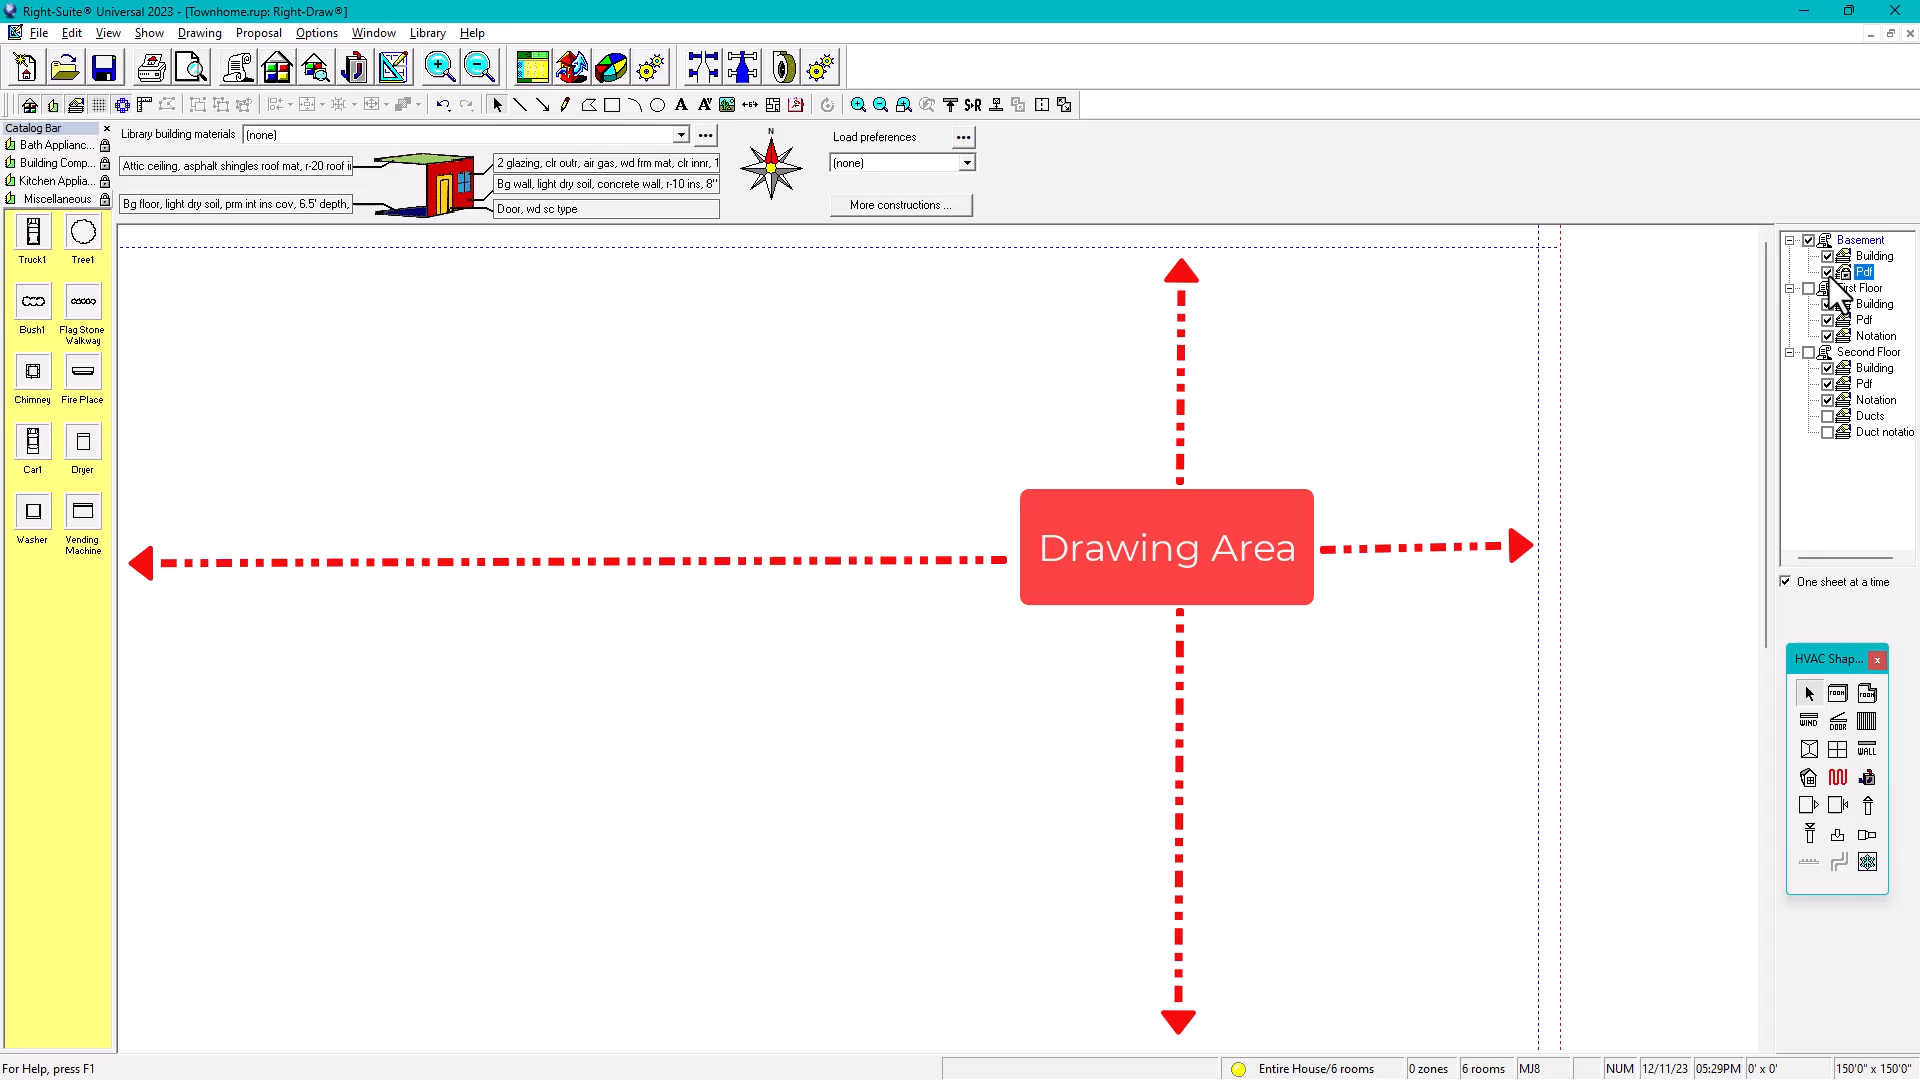 Right-Suite® Universal 2023 - [Townhome.rup: Right-Draw®]
File Edit View Show Drawing Proposal Options Window Library Help
Catalog Bar
Bath Applianc...
Building Comp...
Kitchen Applia...
Miscellaneous
Library building materials (none)
Attic ceiling, asphalt shingles roof mat, r-20 roof i
2 glazing, clr outr, air gas, wd frm mat, clr innr, 1
Bg wall, light dry soil, concrete wall, r-10 ins, 8"
Bg floor, light dry soil, prm int ins cov, 6.5' depth,
Door, wd sc type
N
Load preferences
(none)
More constructions ...
S-R
Truck1 Tree1
Bush1 Flag Stone Walkway
Chimney Fire Place
Car1 Dryer
Washer Vending Machine
Drawing Area
Basement
Building
Pdf
First Floor
Building
Pdf
Notation
Second Floor
Building
Pdf
Notation
Ducts
Duct notatio
One sheet at a time
HVAC Shap... x
ROOM ROOM
WIND DOOR
WALL
For Help, press F1
Entire House/6 rooms 0 zones 6 rooms MJ8 NUM 12/11/23 05:29PM 0' x 0' 150'0" x 150'0"